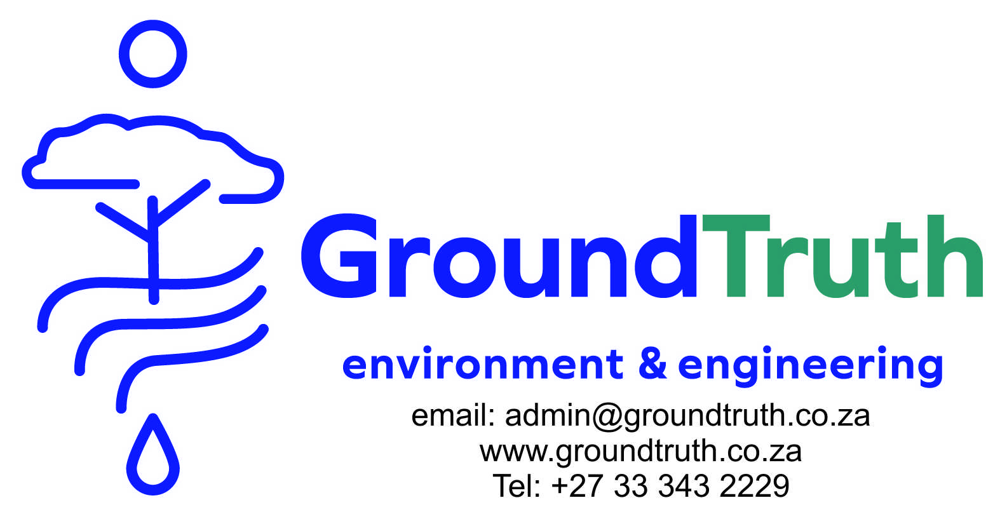 GroundTruth
environment & engineering
email: admin@groundtruth.co.za
www.groundtruth.co.za
Tel: +27 33 343 2229